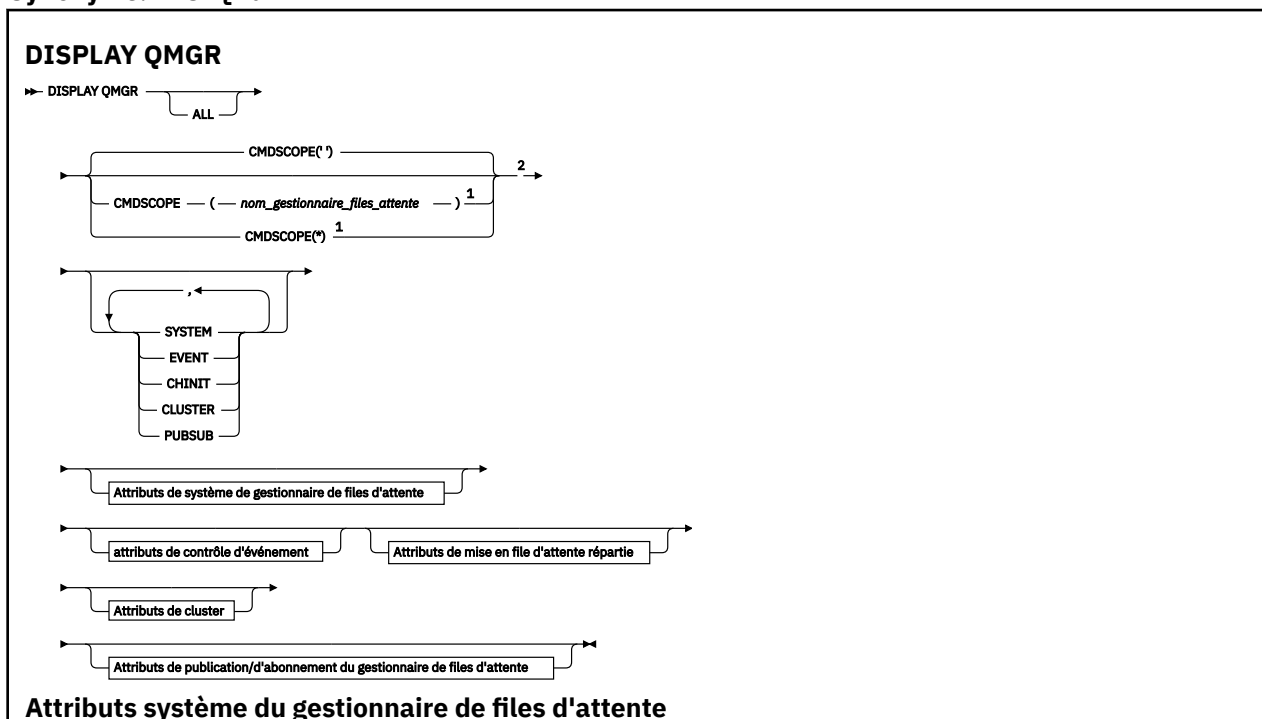 DISPLAY QMGR
DISPLAY QMGR
ALL
CMDSCOPE(' ')
2
CMDSCOPE ( nom_gestionnaire_files_attente ) 1
CMDSCOPE(*) 1
,
SYSTEM
EVENT
CHINIT
CLUSTER
PUBSUB
Attributs de système de gestionnaire de files d'attente
attributs de contrôle d'événement Attributs de mise en file d'attente répartie
Attributs de cluster
Attributs de publication/d'abonnement du gestionnaire de files d'attente
Attributs système du gestionnaire de files d'attente